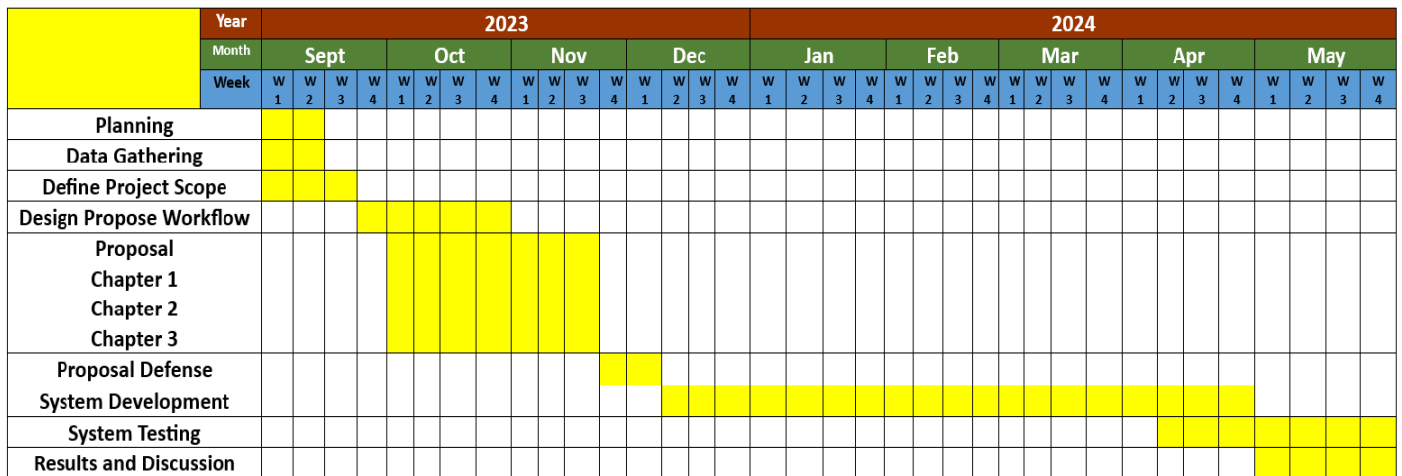 Year 2023 2024
Month Sept Oct Nov Dec Jan Feb Mar Apr May
Week W 1 W 2 W 3 W 4 W 1 W 2 W 3 W 4 W 1 W 2 W 3 W 4 W 1 W 2 W 3 W 4 W 1 W 2 W 3 W 4 W 1 W 2 W 3 W 4 W 1 W 2 W 3 W 4 W 1 W 2 W 3 W 4 W 1 W 2 W 3 W 4
Planning
Data Gathering
Define Project Scope
Design Propose Workflow
Proposal
Chapter 1
Chapter 2
Chapter 3
Proposal Defense
System Development
System Testing
Results and Discussion